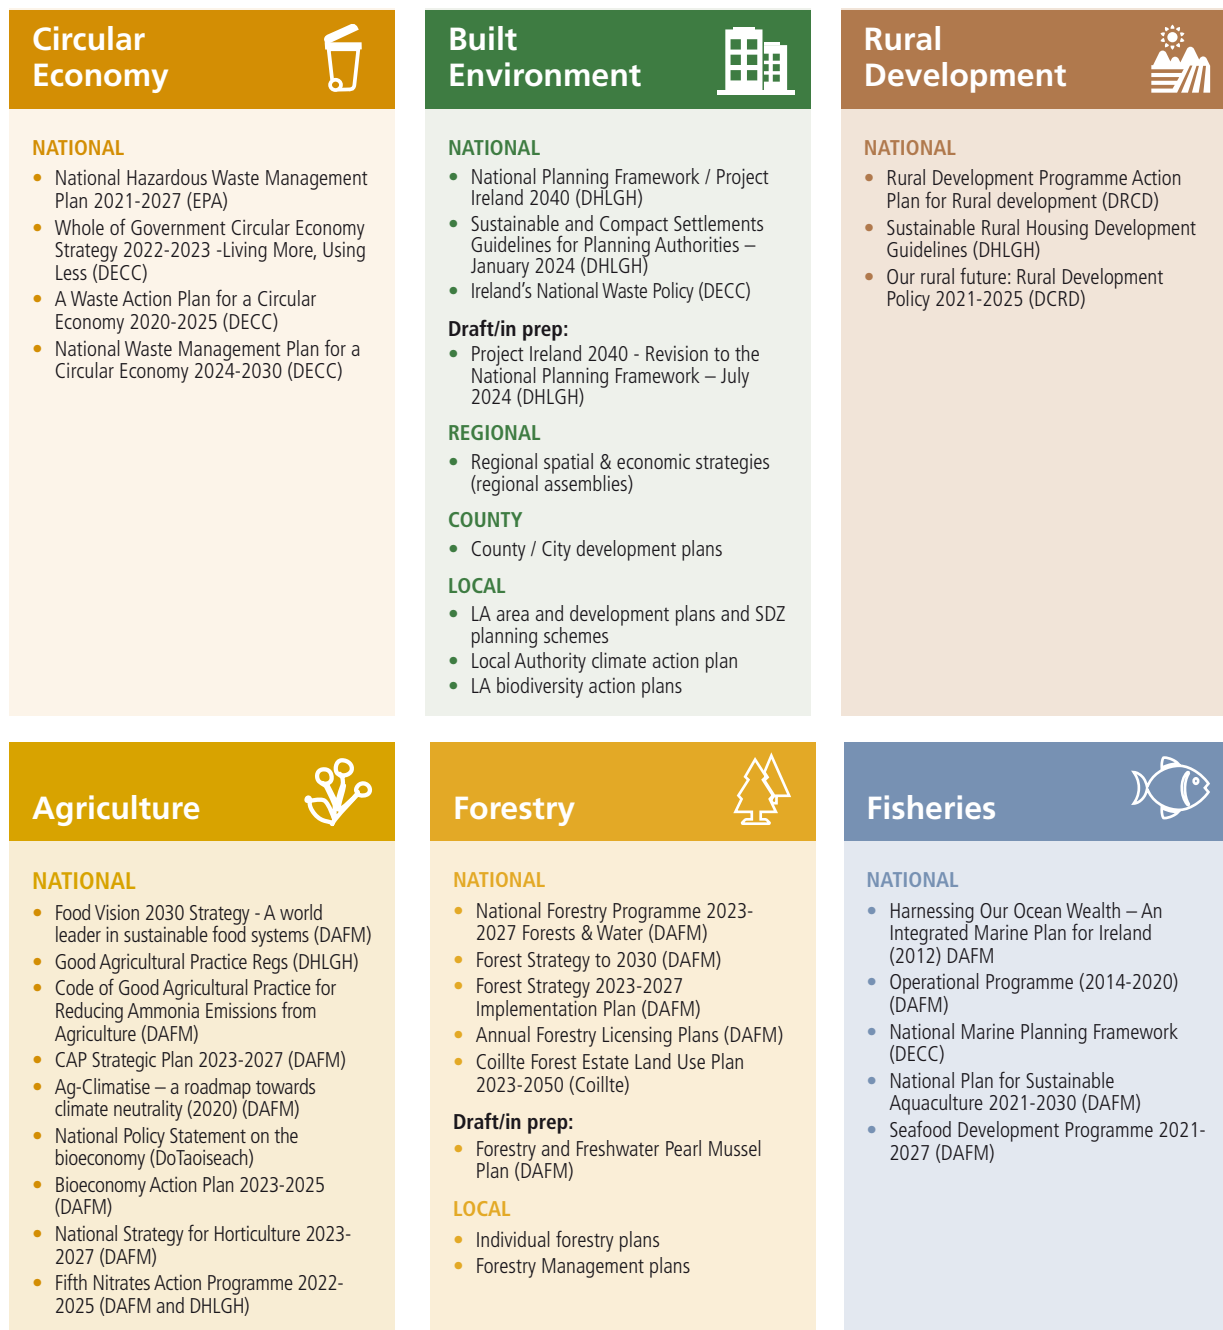 Circular
Economy
NATIONAL
• National Hazardous Waste Management
Plan 2021-2027 (EPA)
• Whole of Government Circular Economy
Strategy 2022-2023 -Living More, Using
Less (DECC)
• A Waste Action Plan for a Circular
Economy 2020-2025 (DECC)
• National Waste Management Plan for a
Circular Economy 2024-2030 (DECC)
Built
Environment
NATIONAL
• National Planning Framework / Project
Ireland 2040 (DHLGH)
• Sustainable and Compact Settlements
Guidelines for Planning Authorities –
January 2024 (DHLGH)
• Ireland’s National Waste Policy (DECC)
Draft/in prep:
• Project Ireland 2040 - Revision to the
National Planning Framework – July
2024 (DHLGH)
REGIONAL
• Regional spatial & economic strategies
(regional assemblies)
COUNTY
• County / City development plans
LOCAL
• LA area and development plans and SDZ
planning schemes
• Local Authority climate action plan
• LA biodiversity action plans
Rural
Development
NATIONAL
• Rural Development Programme Action
Plan for Rural development (DRCD)
• Sustainable Rural Housing Development
Guidelines (DHLGH)
• Our rural future: Rural Development
Policy 2021-2025 (DCRD)
Agriculture
NATIONAL
• Food Vision 2030 Strategy - A world
leader in sustainable food systems (DAFM)
• Good Agricultural Practice Regs (DHLGH)
• Code of Good Agricultural Practice for
Reducing Ammonia Emissions from
Agriculture (DAFM)
• CAP Strategic Plan 2023-2027 (DAFM)
• Ag-Climatise – a roadmap towards
climate neutrality (2020) (DAFM)
• National Policy Statement on the
bioeconomy (DoTaoiseach)
• Bioeconomy Action Plan 2023-2025
(DAFM)
• National Strategy for Horticulture 2023-
2027 (DAFM)
• Fifth Nitrates Action Programme 2022-
2025 (DAFM and DHLGH)
Forestry
NATIONAL
• National Forestry Programme 2023-
2027 Forests & Water (DAFM)
• Forest Strategy to 2030 (DAFM)
• Forest Strategy 2023-2027
Implementation Plan (DAFM)
• Annual Forestry Licensing Plans (DAFM)
• Coillte Forest Estate Land Use Plan
2023-2050 (Coillte)
Draft/in prep:
• Forestry and Freshwater Pearl Mussel
Plan (DAFM)
LOCAL
• Individual forestry plans
• Forestry Management plans
Fisheries
NATIONAL
• Harnessing Our Ocean Wealth – An
Integrated Marine Plan for Ireland
(2012) DAFM
• Operational Programme (2014-2020)
(DAFM)
• National Marine Planning Framework
(DECC)
• National Plan for Sustainable
Aquaculture 2021-2030 (DAFM)
• Seafood Development Programme 2021-
2027 (DAFM)